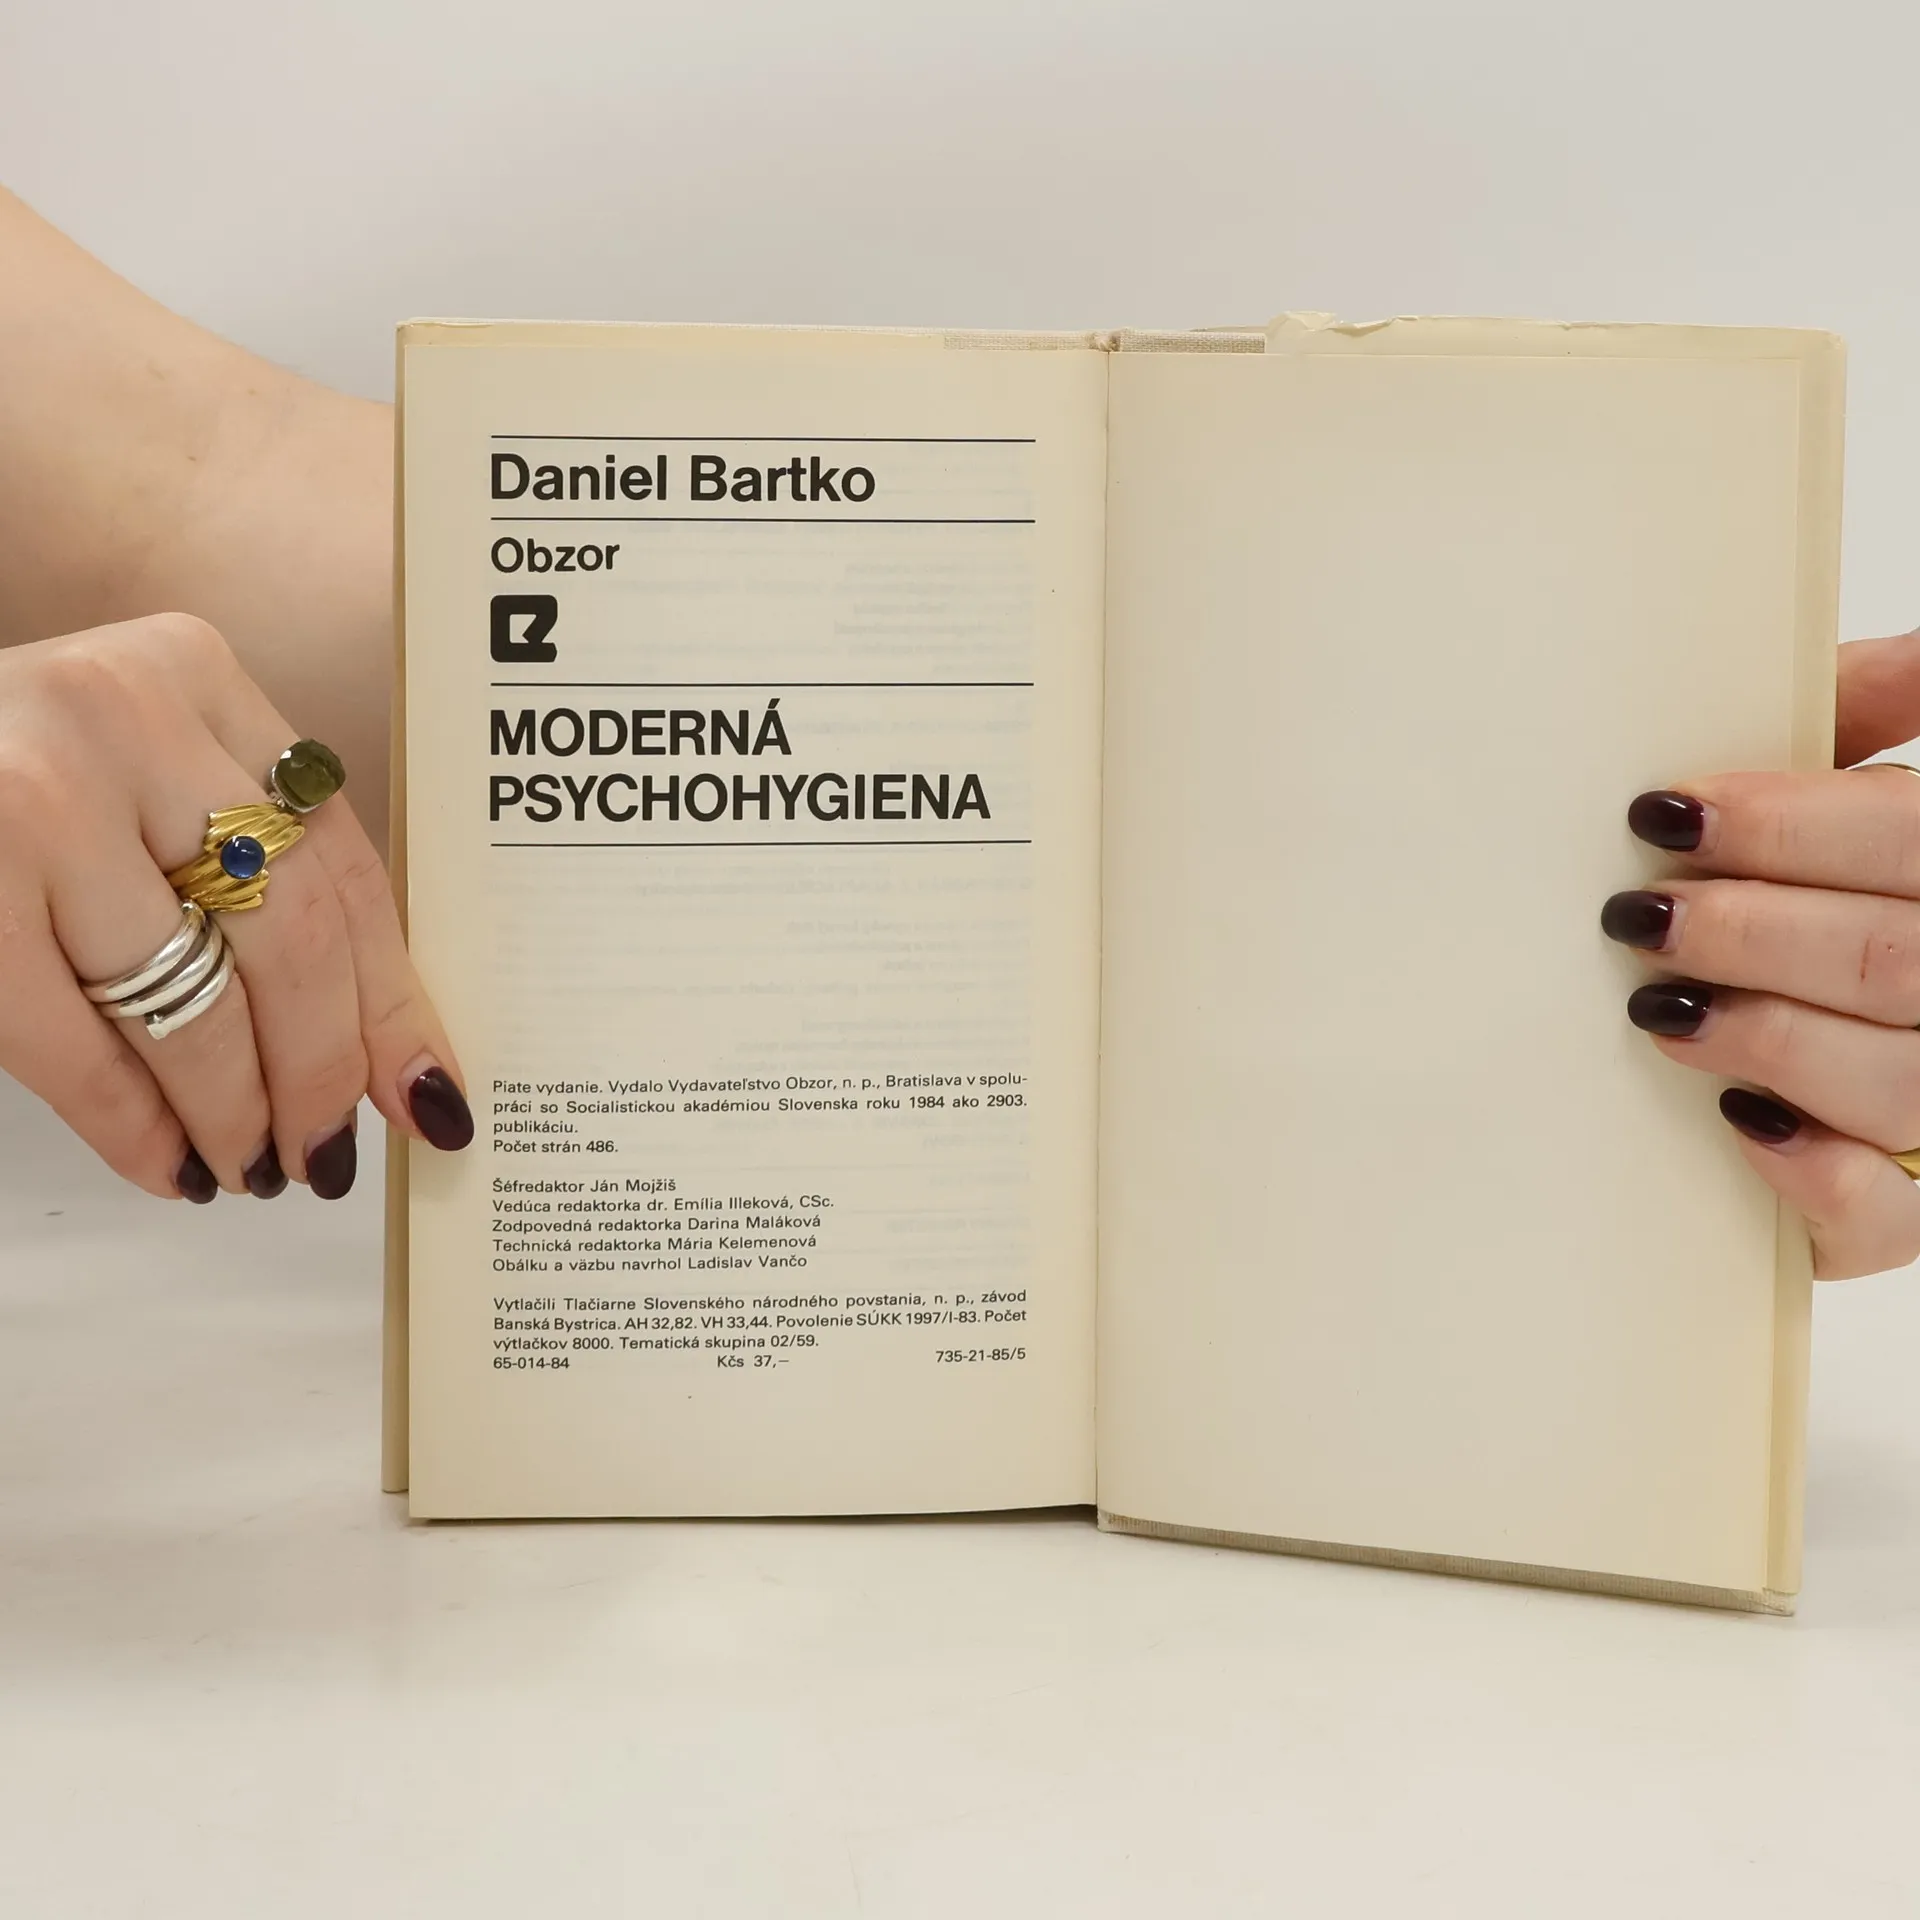 Daniel Bartko
Obzor
MODERNÁ
PSYCHOHYGIENA
Piate vydanie. Vydalo Vydavateľstvo Obzor, n. p., Bratislava v spolu-
práci so Socialistickou akadémiou Slovenska roku 1984 ako 2903.
publikáciu.
Počet strán 486.
Šéfredaktor Ján Mojžiš
Vedúca redaktorka dr. Emília Illeková, CSc.
Zodpovedná redaktorka Darina Maláková
Technická redaktorka Mária Kelemenová
Obálku a väzbu navrhol Ladislav Vančo
Vytlačili Tlačiarne Slovenského národného povstania, n. p., závod
Banská Bystrica. AH 32,82. VH 33,44. Povolenie SÚKK 1997/I-83. Počet
výtlačkov 8000. Tematická skupina 02/59.
65-014-84 Kčs 37,– 735-21-85/5